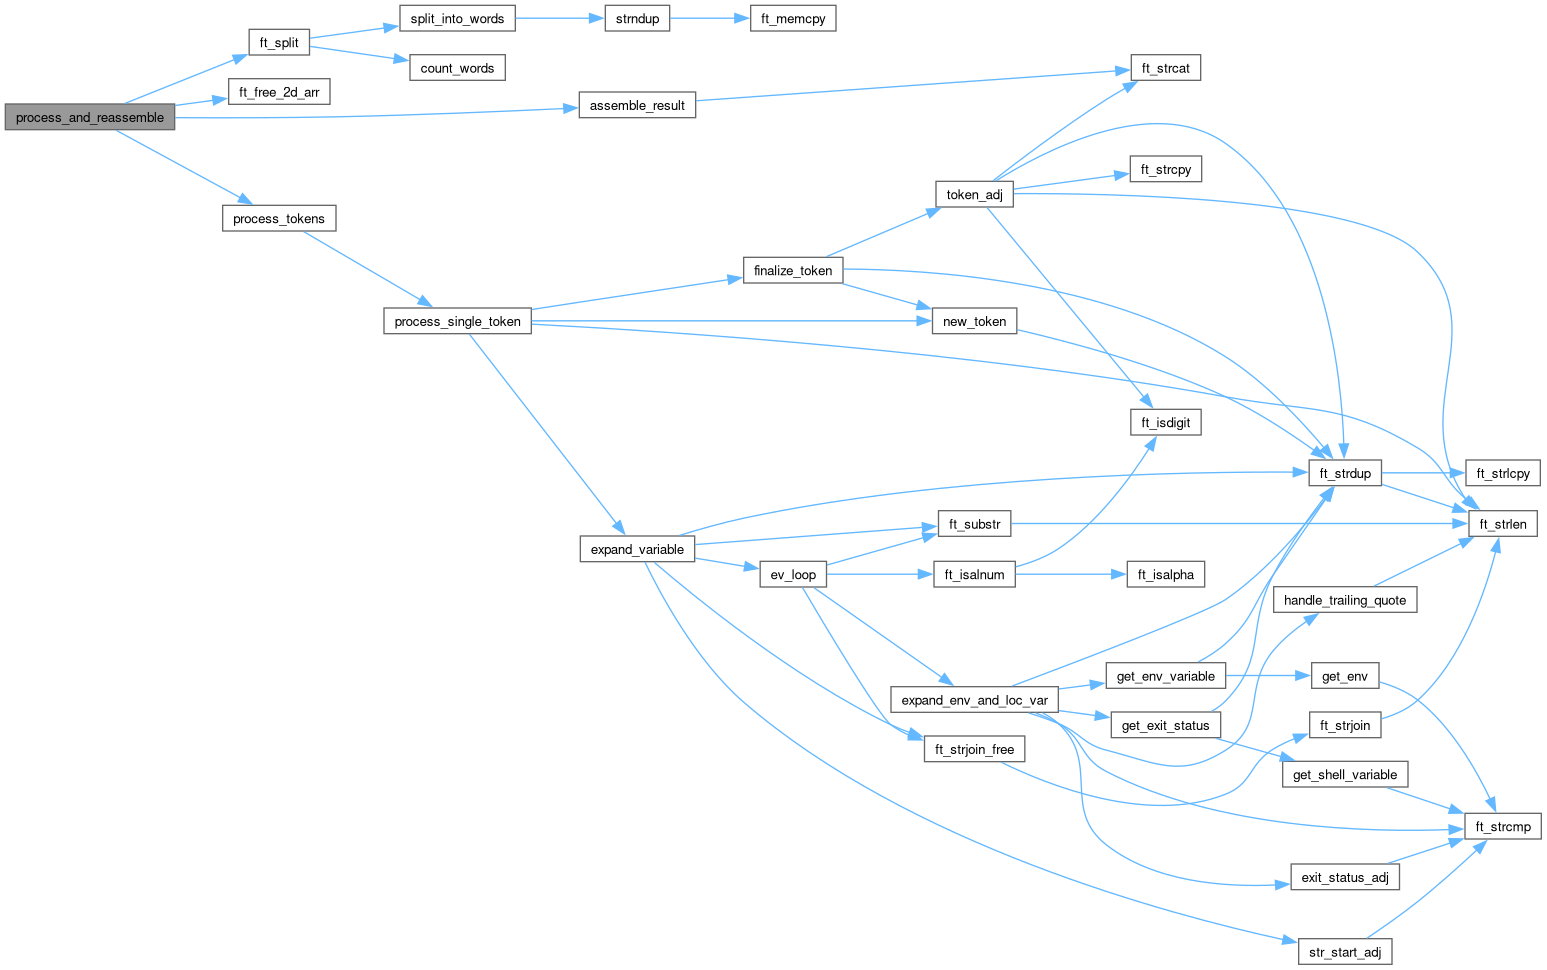 split_into_words
strndup
ft_memcpy
ft_split
count_words
ft_strcat
ft_free_2d_arr
assemble_result
process_and_reassemble
ft_strcpy
token_adj
process_tokens
finalize_token
process_single_token
new_token
ft_isdigit
ft_strdup
ft_strlcpy
ft_substr
ft_strlen
expand_variable
ev_loop
ft_isalnum
ft_isalpha
handle_trailing_quote
get_env_variable
get_env
expand_env_and_loc_var
get_exit_status
ft_strjoin
ft_strjoin_free
get_shell_variable
ft_strcmp
exit_status_adj
str_start_adj